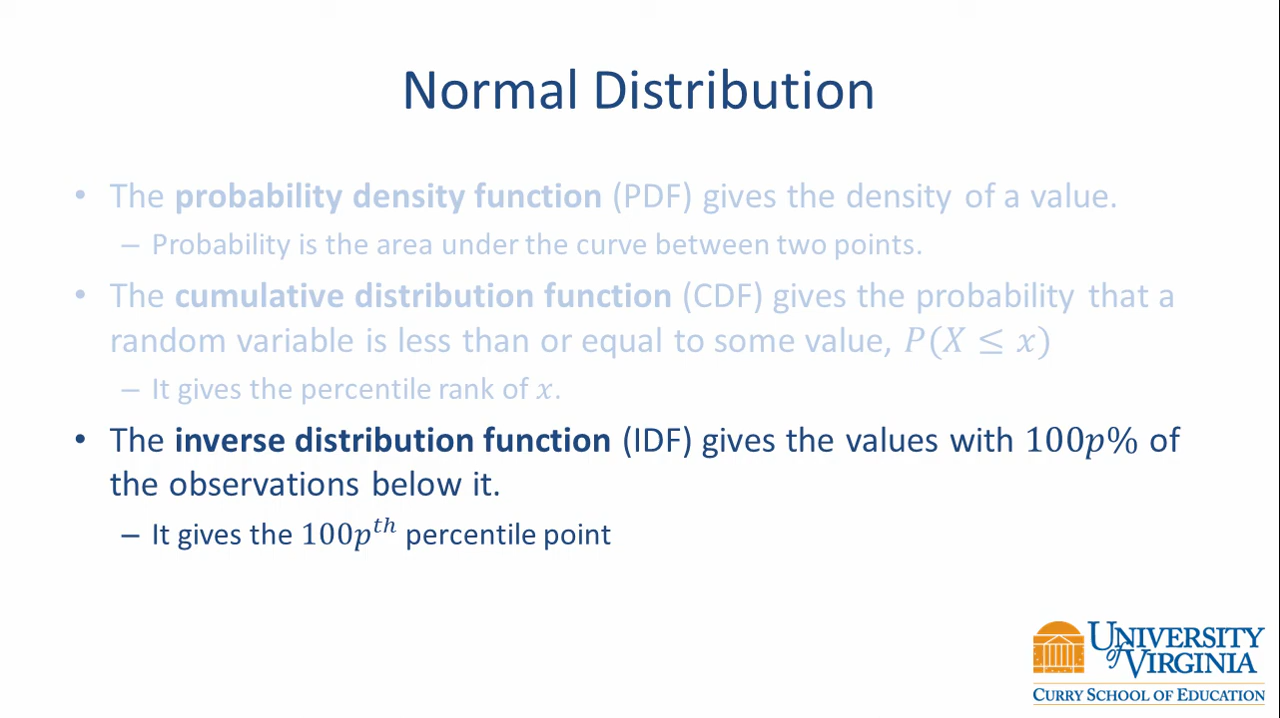 Normal Distribution
• The probability density function (PDF) gives the density of a value.
– Probability is the area under the curve between two points.
• The cumulative distribution function (CDF) gives the probability that a
random variable is less than or equal to some value, P(X ≤ x)
– It gives the percentile rank of x.
• The inverse distribution function (IDF) gives the values with 100p% of
the observations below it.
– It gives the 100pᵗʰ percentile point
UNIVERSITY
of VIRGINIA
CURRY SCHOOL OF EDUCATION